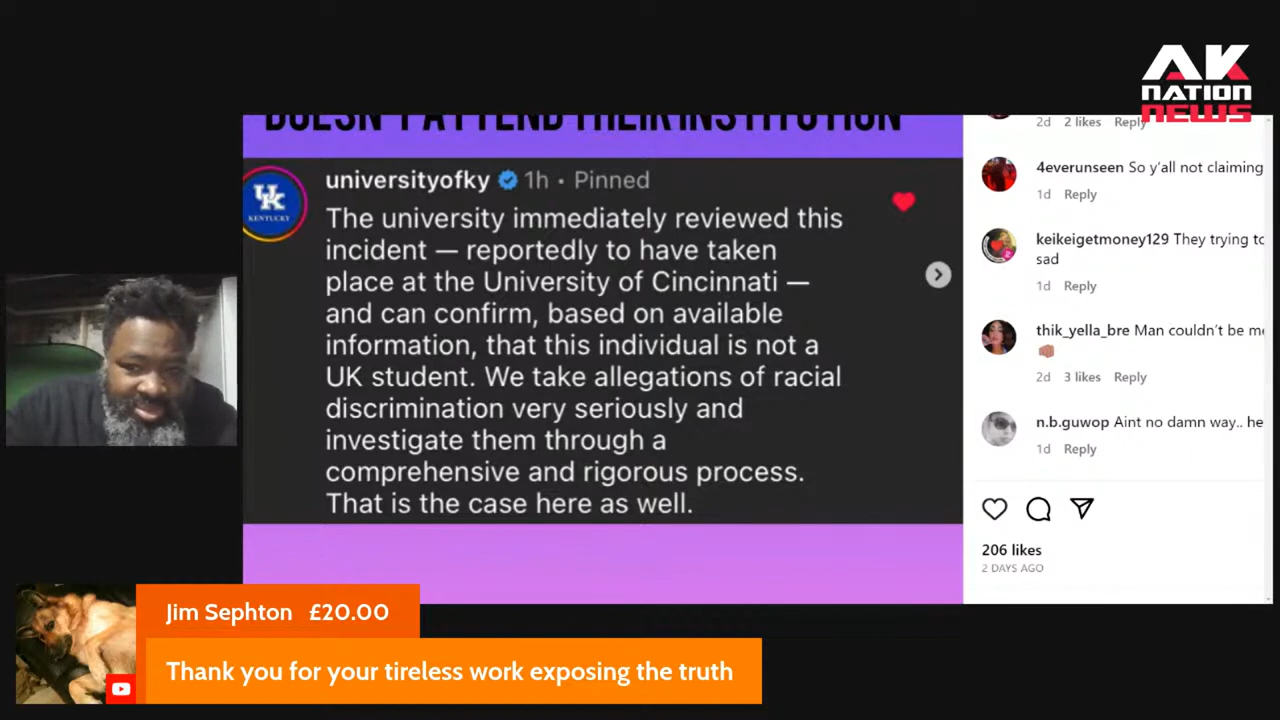 AK
NATION
NEWS
DOESN'T ATTEND THEIR INSTITUTION
UK
KENTUCKY
universityofky 1h • Pinned
The university immediately reviewed this
incident — reportedly to have taken
place at the University of Cincinnati —
and can confirm, based on available
information, that this individual is not a
UK student. We take allegations of racial
discrimination very seriously and
investigate them through a
comprehensive and rigorous process.
That is the case here as well.
2d 2 likes Reply
4everunseen So y'all not claiming
1d Reply
keikeigetmoney129 They trying to
sad
1d Reply
thik_yella_bre Man couldn't be me
2d 3 likes Reply
n.b.guwop Aint no damn way.. he
1d Reply
206 likes
2 DAYS AGO
Jim Sephton £20.00
Thank you for your tireless work exposing the truth